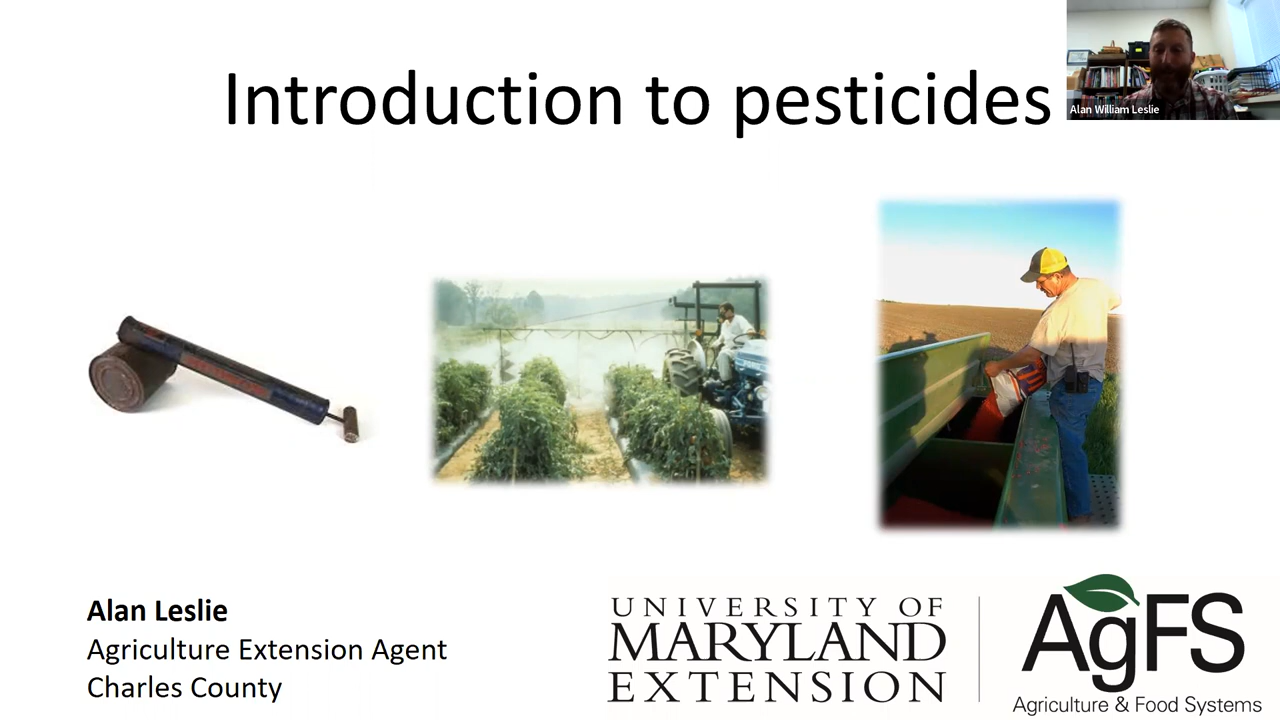 Introduction to pesticides
Alan William Leslie
Alan Leslie
Agriculture Extension Agent
Charles County
UNIVERSITY OF
MARYLAND
EXTENSION
AgFS
Agriculture & Food Systems